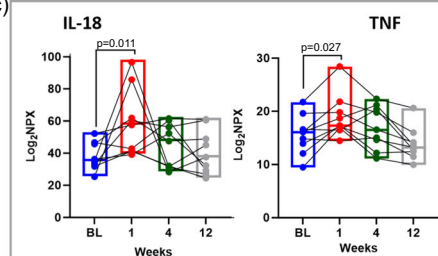 c)
IL-18
TNF
p=0.011
Log₂NPX
100
80
60
40
20
0
BL 1 4 12
Weeks
p=0.027
Log₂NPX
30
20
10
0
BL 1 4 12
Weeks